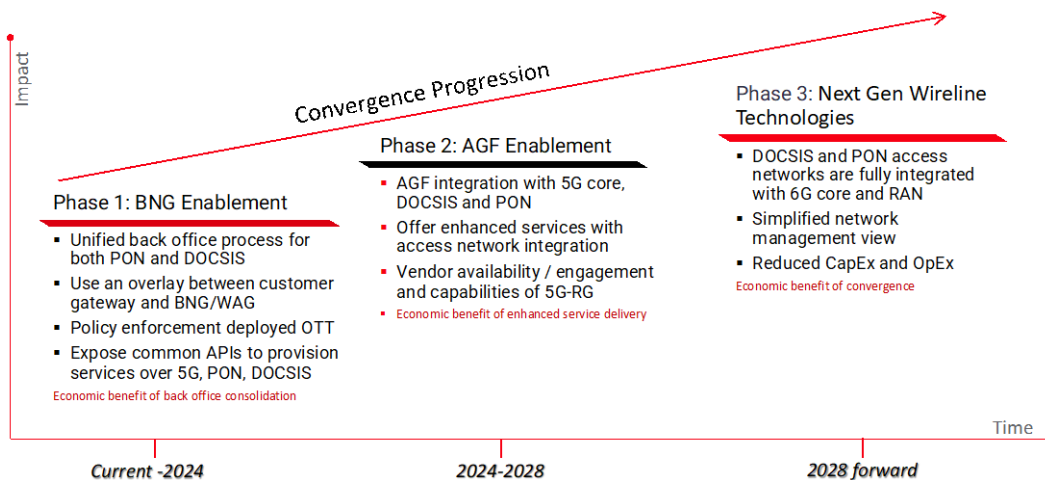 Impact
Convergence Progression
Phase 1: BNG Enablement
▪ Unified back office process for
both PON and DOCSIS
▪ Use an overlay between customer
gateway and BNG/WAG
▪ Policy enforcement deployed OTT
▪ Expose common APIs to provision
services over 5G, PON, DOCSIS
Economic benefit of back office consolidation
Phase 2: AGF Enablement
▪ AGF integration with 5G core,
DOCSIS and PON
▪ Offer enhanced services with
access network integration
▪ Vendor availability / engagement
and capabilities of 5G-RG
▪ Economic benefit of enhanced service delivery
Phase 3: Next Gen Wireline
Technologies
▪ DOCSIS and PON access
networks are fully integrated
with 6G core and RAN
▪ Simplified network
management view
▪ Reduced CapEx and OpEx
Economic benefit of convergence
Time
Current -2024
2024-2028
2028 forward